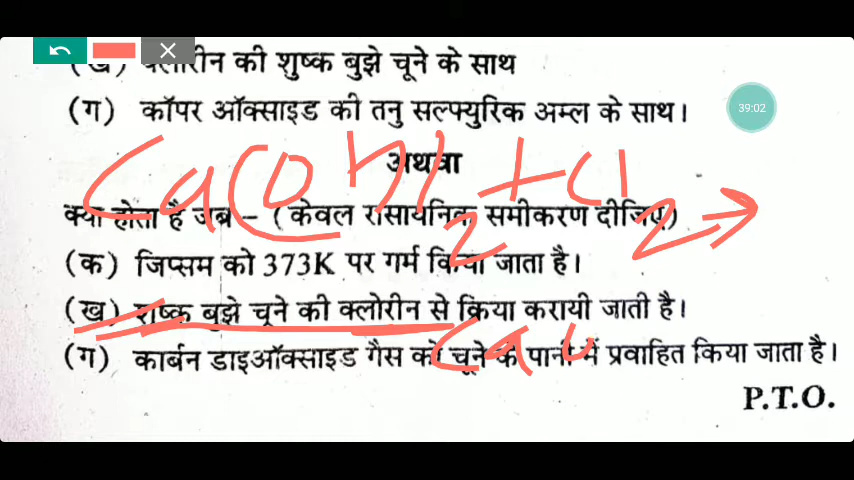 (ख) क्लोरीन की शुष्क बुझे चूने के साथ
39:02
(ग) कॉपर ऑक्साइड की तनु सल्फ्युरिक अम्ल के साथ।
अथवा
Ca(OH)2 + Cl2 →
क्या होता है जब – (केवल रासायनिक समीकरण दीजिए)
(क) जिप्सम को 373K पर गर्म किया जाता है।
(ख) शुष्क बुझे चूने की क्लोरीन से क्रिया करायी जाती है।
(ग) कार्बन डाइऑक्साइड गैस को चूने के पानी में प्रवाहित किया जाता है।
P.T.O.